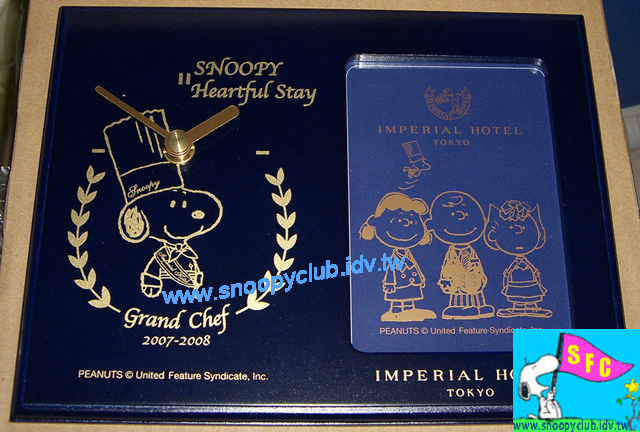 SNOOPY
Heartful Stay
Snoopy
Grand Chef
2007-2008
PEANUTS © United Feature Syndicate, Inc.
IMPERIAL HOTEL
TOKYO
PEANUTS © United Feature Syndicate, Inc.
IMPERIAL HO
TOKYO
www.snoopyclub.idv.tw
SFC
www.snoopyclub.idv.tw